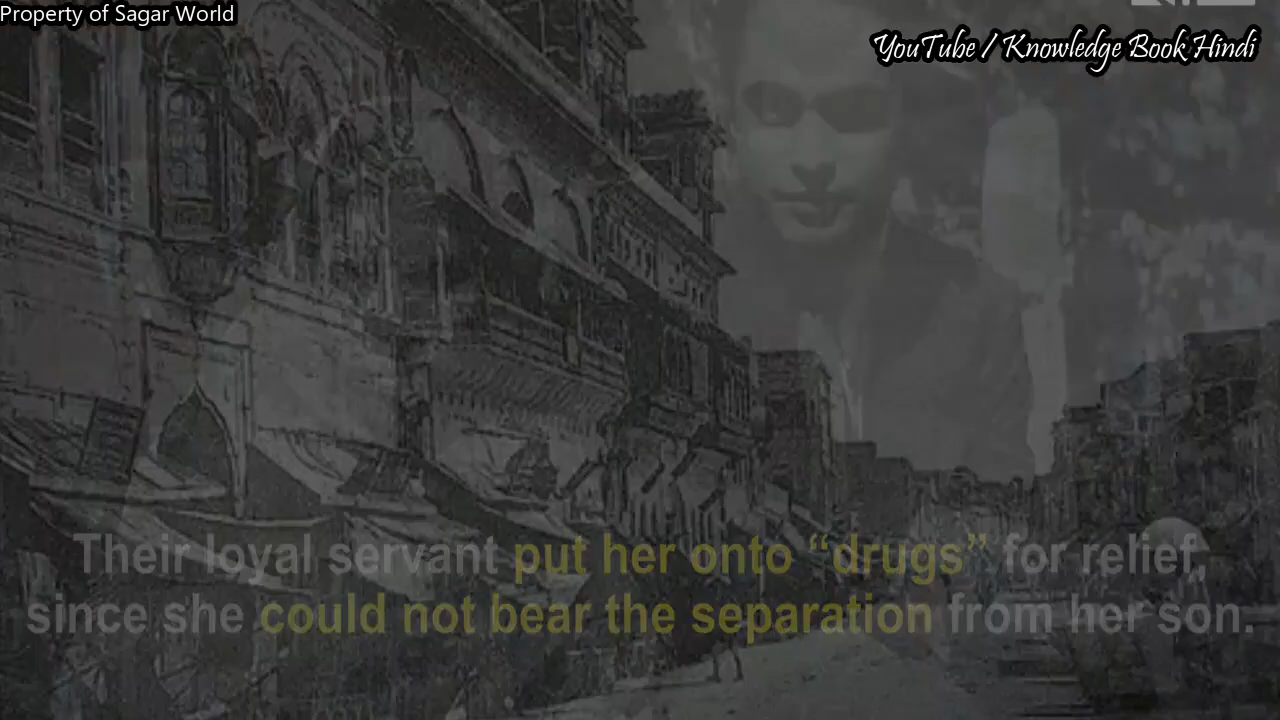 Property of Sagar World
YouTube / Knowledge Book Hindi
Their loyal servant put her onto “drugs” for relief,
since she could not bear the separation from her son.